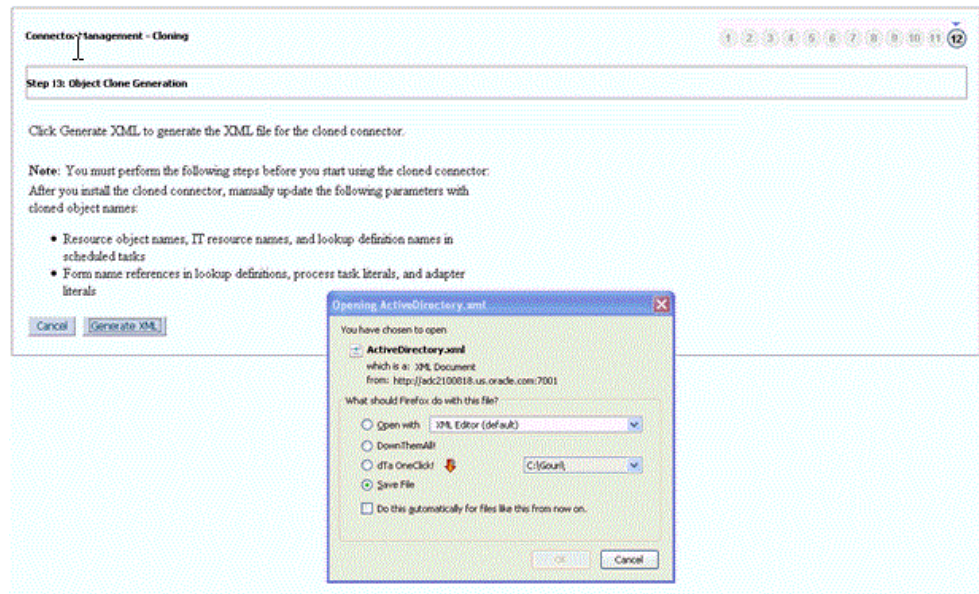 Connector Management - Cloning
1 2 3 4 5 6 7 8 9 10 11 12
Step 13: Object Clone Generation
Click Generate XML to generate the XML file for the cloned connector.
Note: You must perform the following steps before you start using the cloned connector:
After you install the cloned connector, manually update the following parameters with
cloned object names:
Resource object names, IT resource names, and lookup definition names in
scheduled tasks
Form name references in lookup definitions, process task literals, and adapter
literals
Cancel Generate XML
Opening ActiveDirectory.xml
You have chosen to open
ActiveDirectory.xml
which is a: XML Document
from: http://adc2100818.us.oracle.com:7001
What should Firefox do with this file?
Open with XML Editor (default)
DownThemAll!
dTa OneClick! C:\Gouri\
Save File
Do this automatically for files like this from now on.
OK Cancel